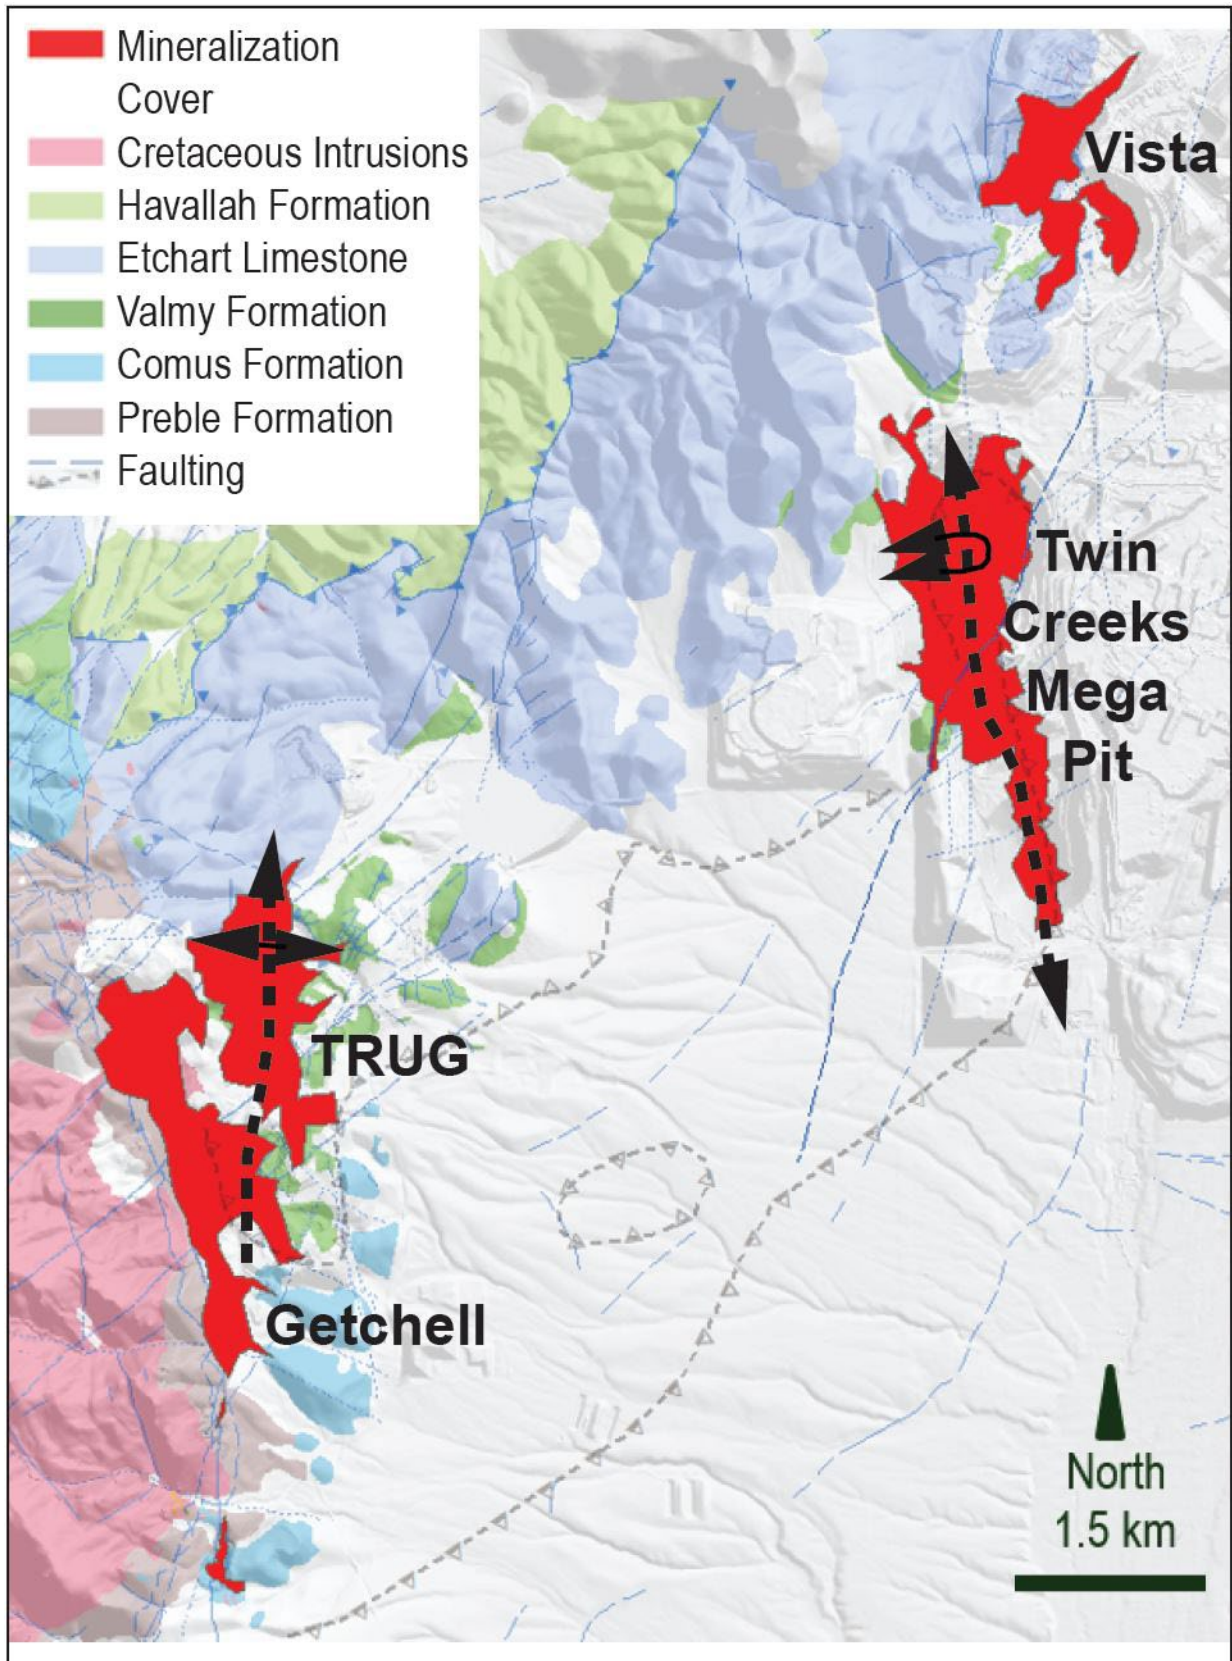 Mineralization
Cover
Cretaceous Intrusions
Havallah Formation
Etchart Limestone
Valmy Formation
Comus Formation
Preble Formation
Faulting
Vista
Twin
Creeks
Mega
Pit
TRUG
Getchell
North
1.5 km